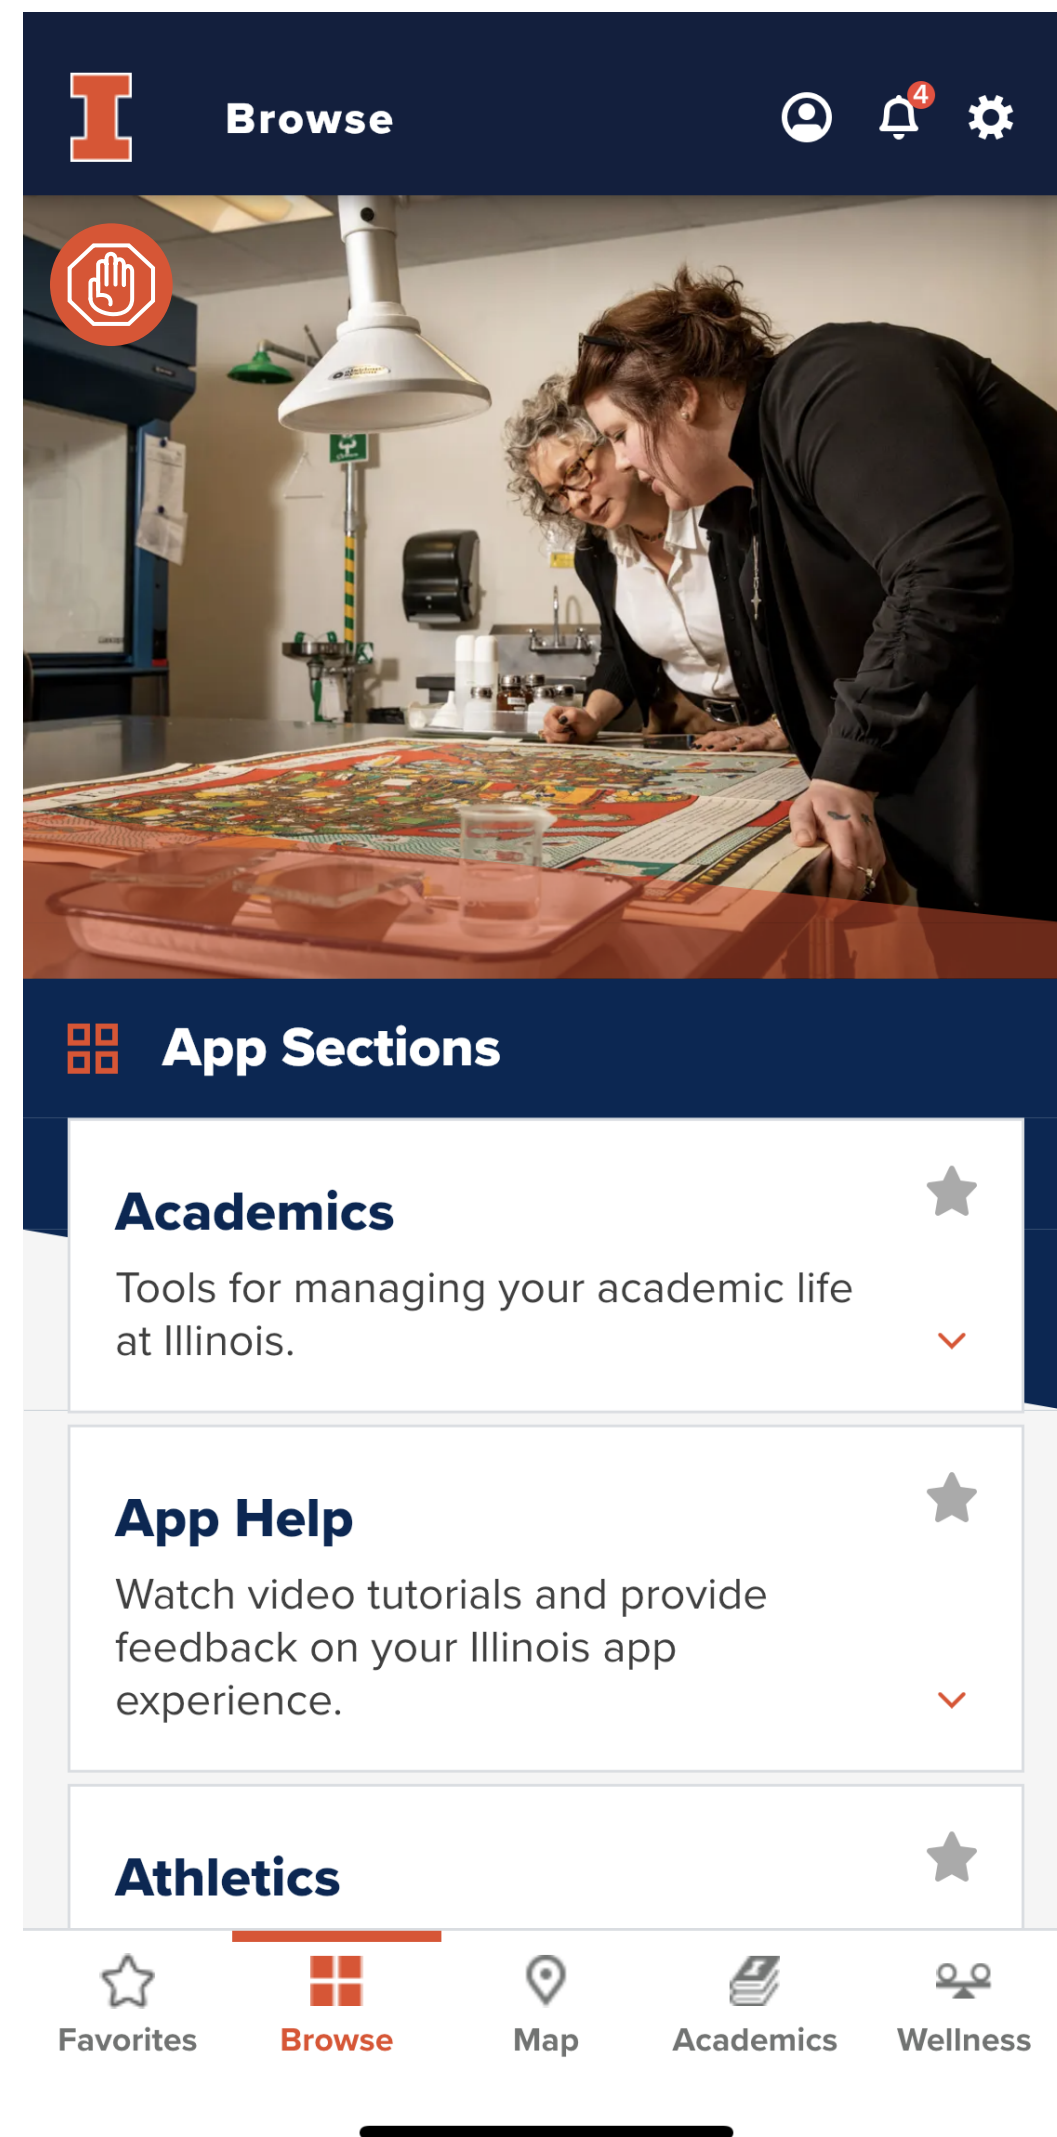 Browse
4
App Sections
Academics
Tools for managing your academic life
at Illinois.
App Help
Watch video tutorials and provide
feedback on your Illinois app
experience.
Athletics
Favorites
Browse
Map
Academics
Wellness